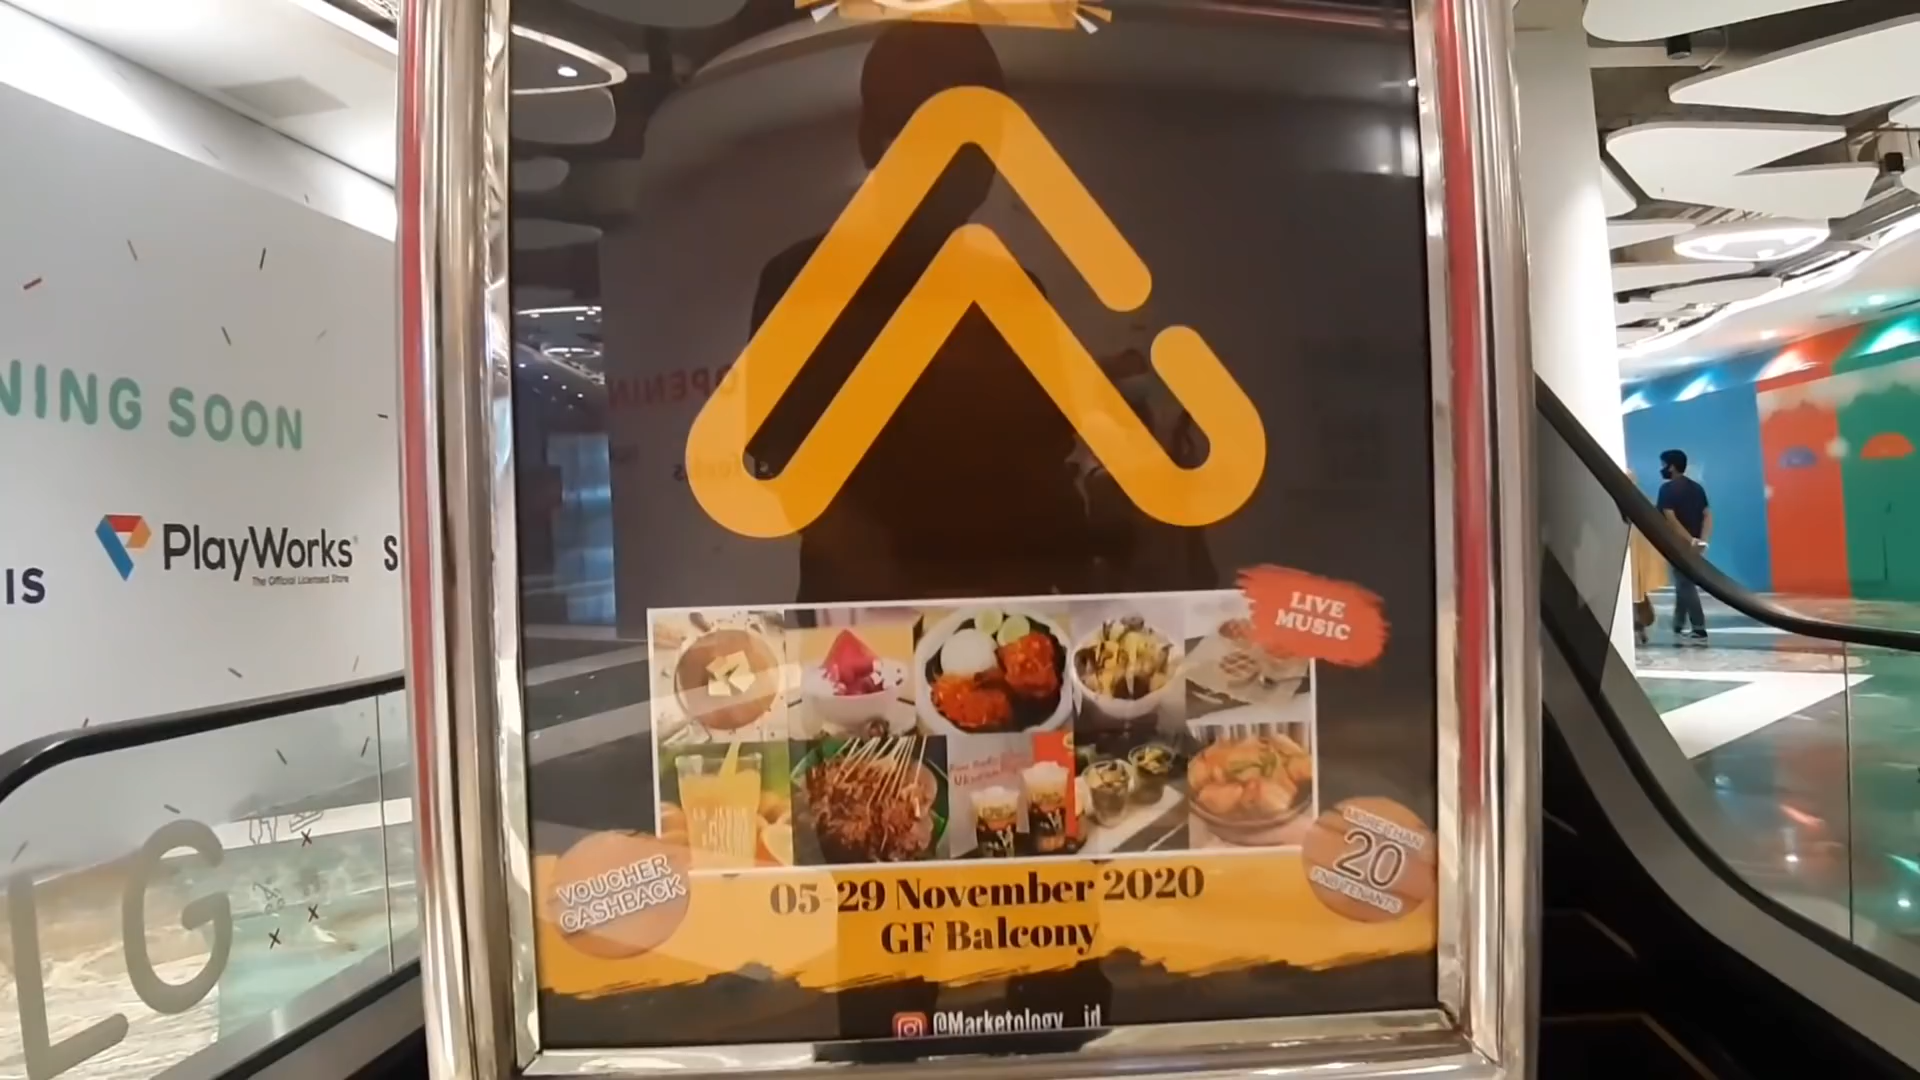 NING SOON
IS
PlayWorks
The Official Licensed Store
S
LG
LIVE
MUSIC
VOUCHER
CASHBACK
MORE THAN
20
FNB TENANTS
05-29 November 2020
GF Balcony
@Marketology_id